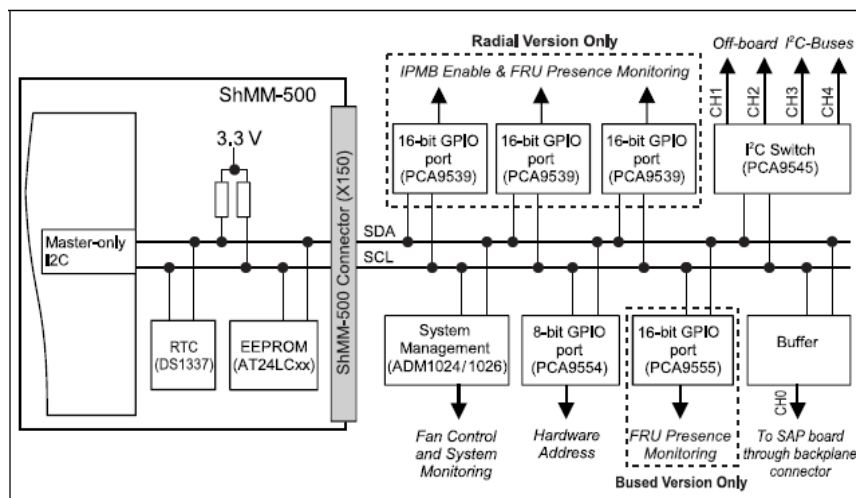 Radial Version Only
Off-board I²C-Buses
IPMB Enable & FRU Presence Monitoring
CH1
CH2
CH3
CH4
ShMM-500
3.3 V
16-bit GPIO
port
(PCA9539)
16-bit GPIO
port
(PCA9539)
16-bit GPIO
port
(PCA9539)
I²C Switch
(PCA9545)
ShMM-500 Connector (X150)
SDA
SCL
Master-only
I2C
RTC
(DS1337)
EEPROM
(AT24LCxx)
System
Management
(ADM1024/1026)
8-bit GPIO
port
(PCA9554)
16-bit GPIO
port
(PCA9555)
Buffer
CH0
Fan Control
and System
Monitoring
Hardware
Address
FRU Presence
Monitoring
To SAP board
through backplane
connector
Bused Version Only